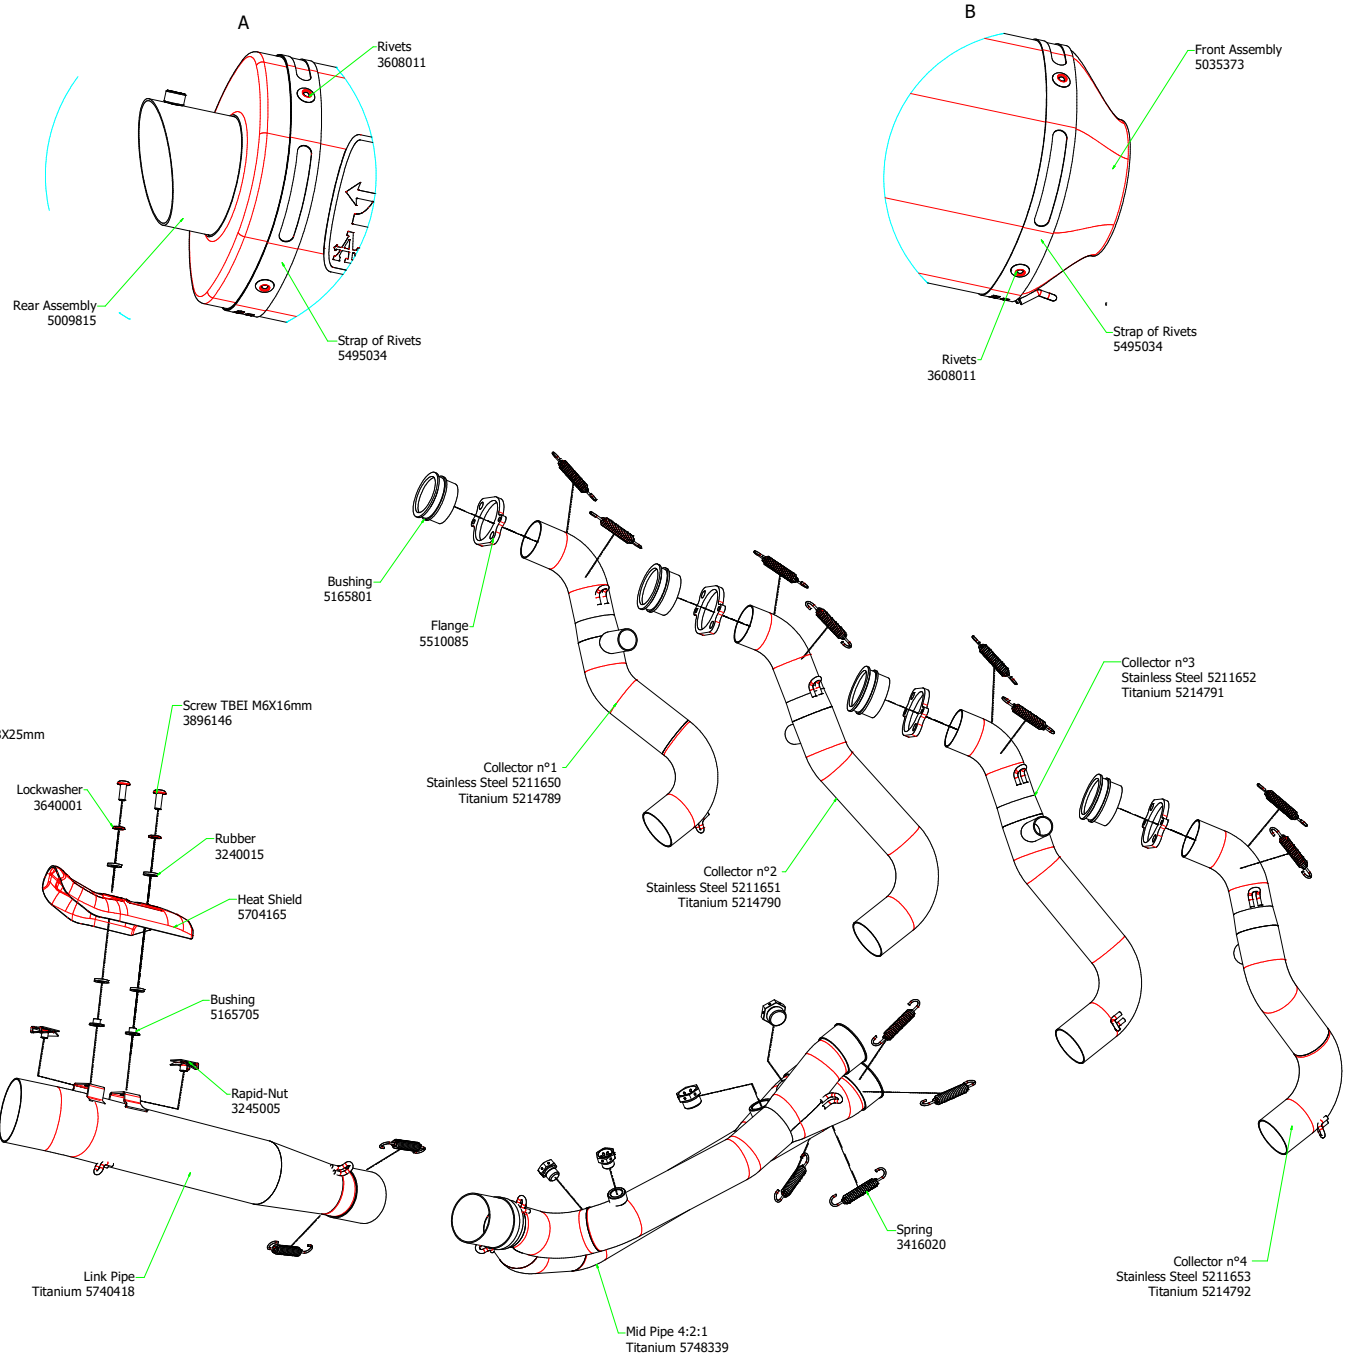 A
B
Rivets
3608011
Front Assembly
5035373
Rear Assembly
5009815
Strap of Rivets
5495034
Strap of Rivets
5495034
Rivets
3608011
Bushing
5165801
Flange
5510085
Collector n°3
Stainless Steel 5211652
Titanium 5214791
Screw TBEI M6X16mm
3896146
X25mm
Lockwasher
3640001
Collector n°1
Stainless Steel 5211650
Titanium 5214789
Rubber
3240015
Collector n°2
Stainless Steel 5211651
Titanium 5214790
Heat Shield
5704165
Bushing
5165705
Rapid-Nut
3245005
Spring
3416020
Link Pipe
Titanium 5740418
Collector n°4
Stainless Steel 5211653
Titanium 5214792
Mid Pipe 4:2:1
Titanium 5748339